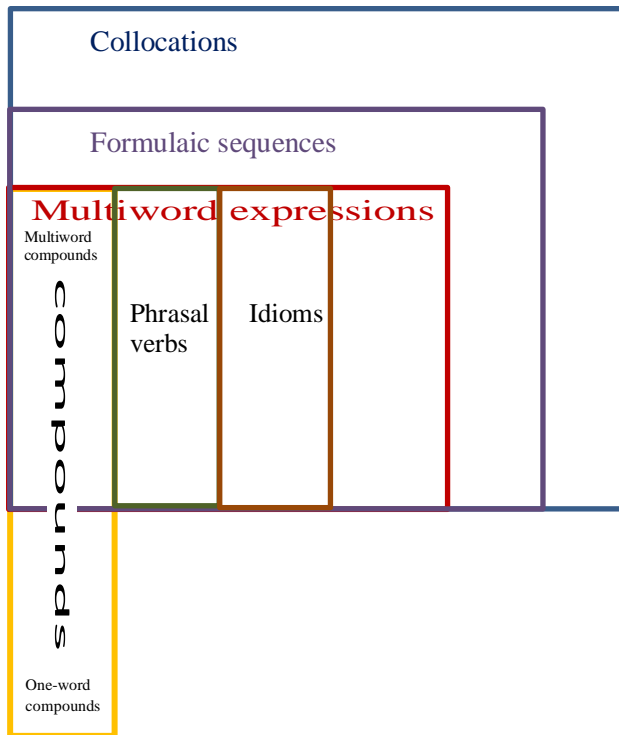 Collocations
Formulaic sequences
Multiword expressions
Multiword
compounds
Phrasal
verbs
Idioms
compounds
One-word
compounds